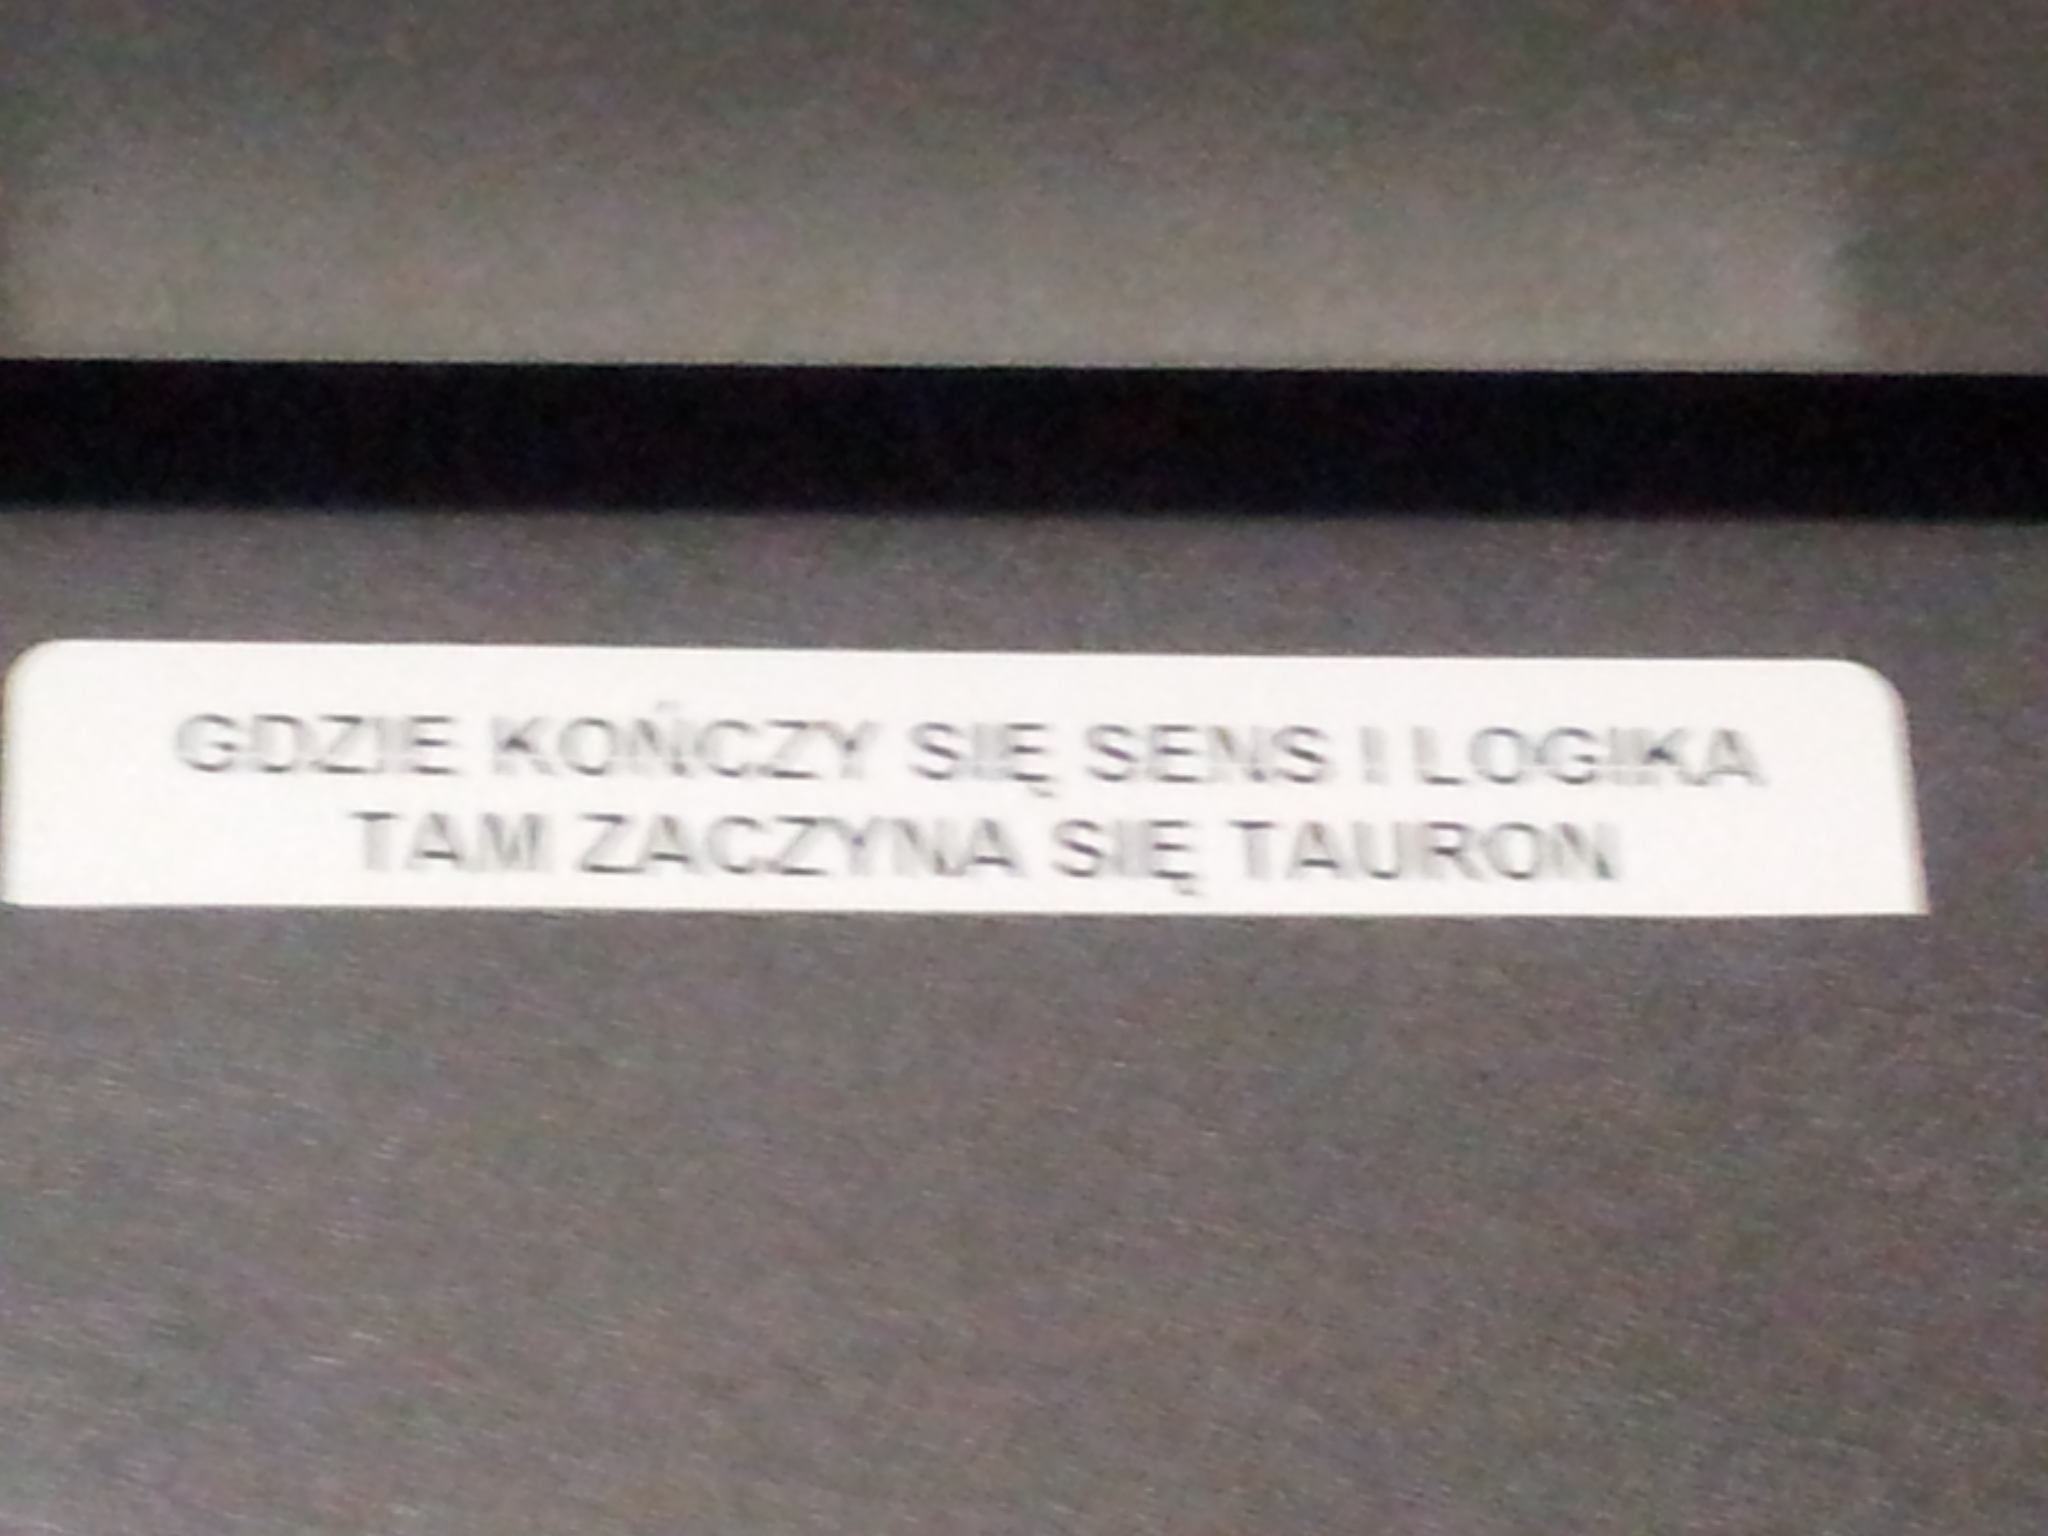 GDZIE KOŃCZY SIĘ SENS I LOGIKA
TAM ZACZYNA SIĘ TAURON